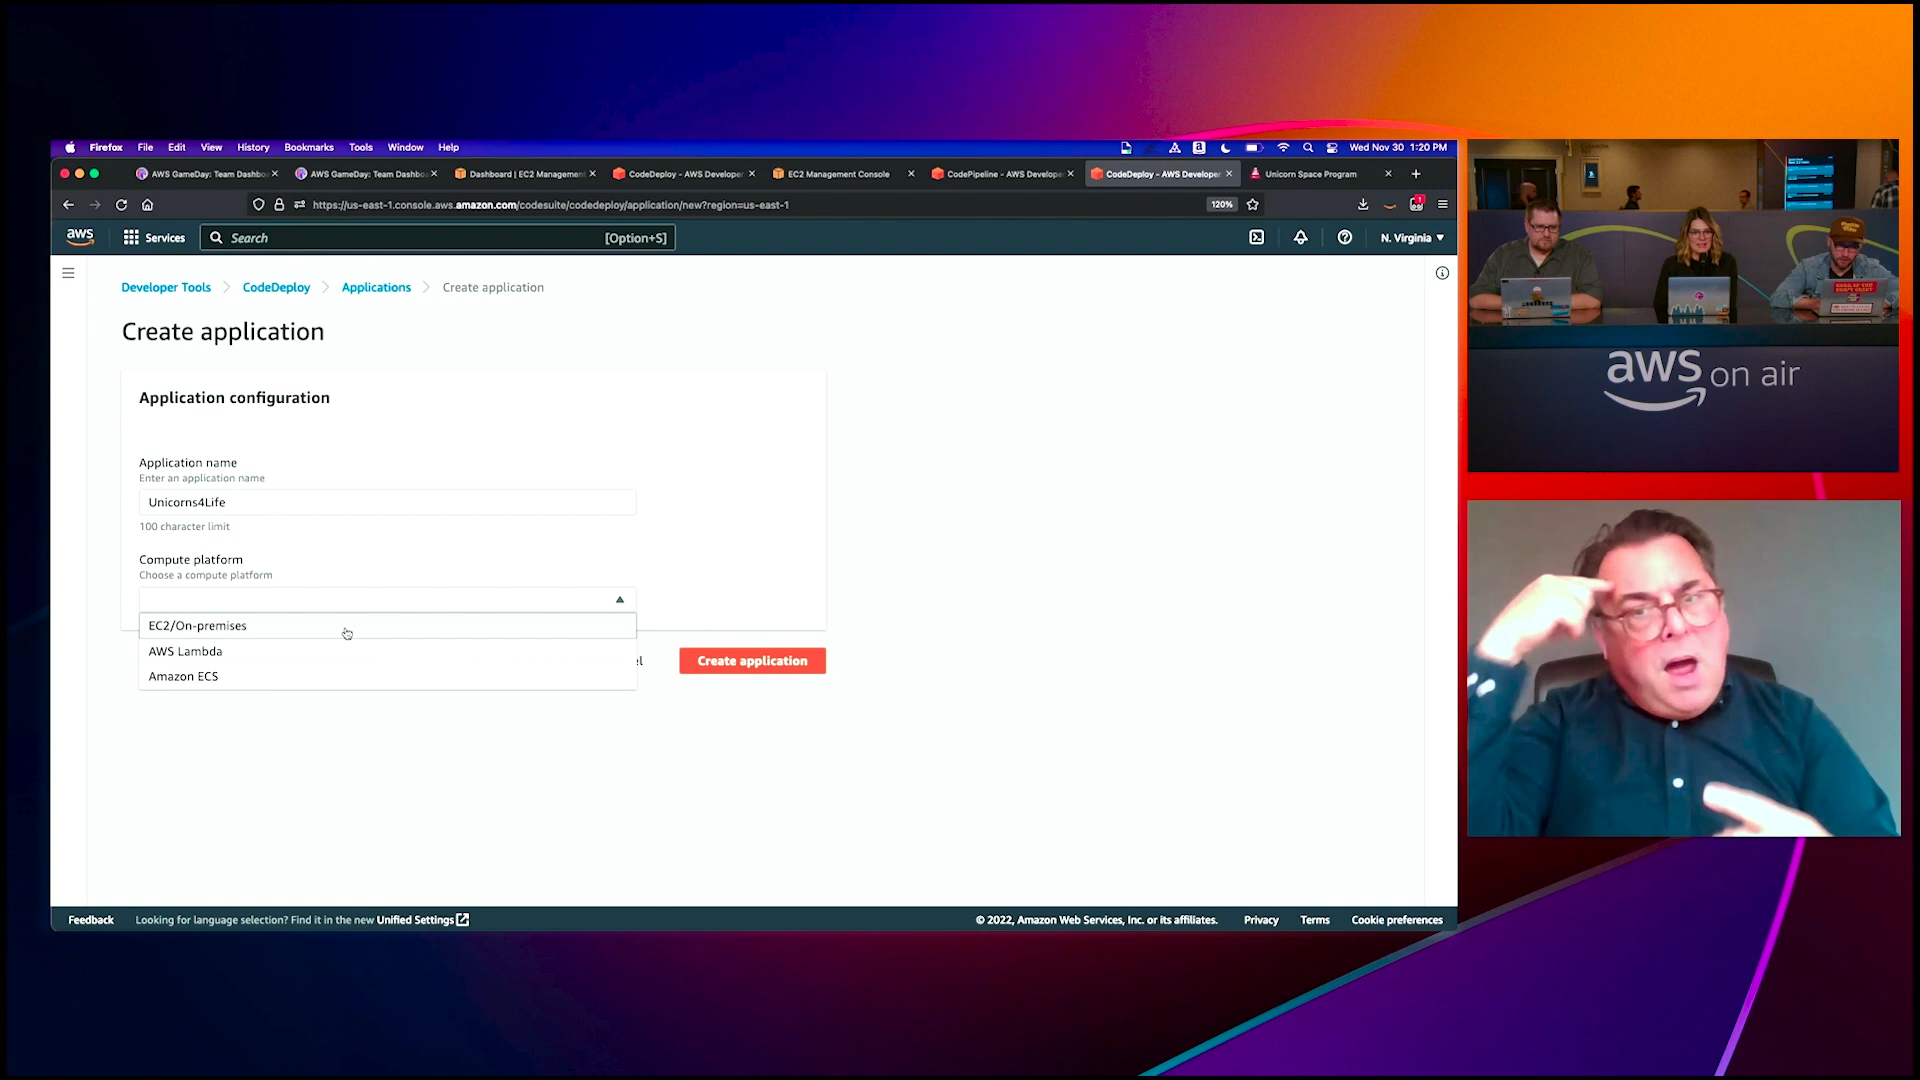 Firefox File Edit View History Bookmarks Tools Window Help
Wed Nov 30 1:20 PM
AWS GameDay: Team Dashbo
AWS GameDay: Team Dashbo
Dashboard | EC2 Management
CodeDeploy - AWS Developer
EC2 Management Console
CodePipeline - AWS Develope
CodeDeploy - AWS Developer
Unicorn Space Program
https://us-east-1.console.aws.amazon.com/codesuite/codedeploy/application/new?region=us-east-1
120%
aws
Services
Search
[Option+S]
N. Virginia
Developer Tools
CodeDeploy
Applications
Create application
Create application
Application configuration
Application name
Enter an application name
Unicorns4Life
100 character limit
Compute platform
Choose a compute platform
EC2/On-premises
AWS Lambda
Amazon ECS
Create application
Feedback
Looking for language selection? Find it in the new Unified Settings
© 2022, Amazon Web Services, Inc. or its affiliates.
Privacy
Terms
Cookie preferences
aws on air